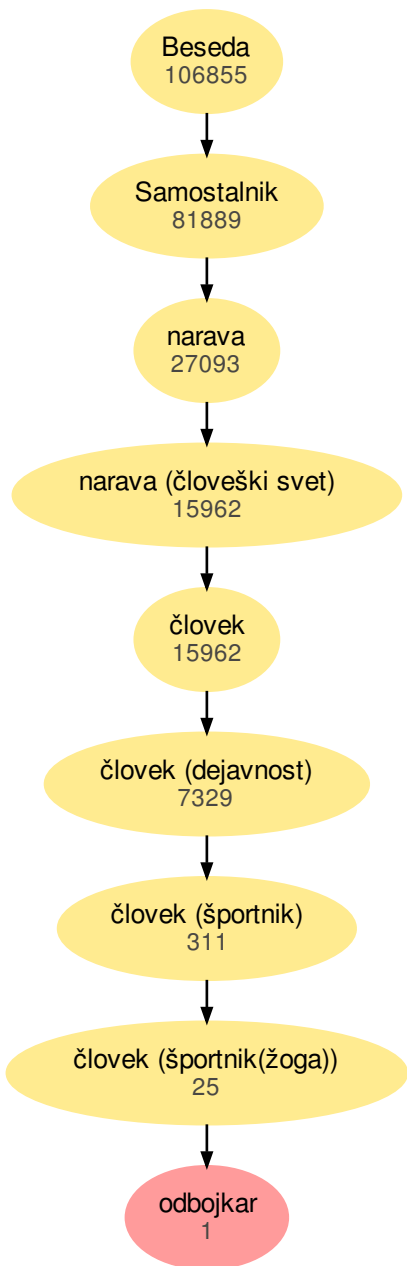 Beseda
106855
Samostalnik
81889
narava
27093
narava (človeški svet)
15962
človek
15962
človek (dejavnost)
7329
človek (športnik)
311
človek (športnik(žoga))
25
odbojkar
1